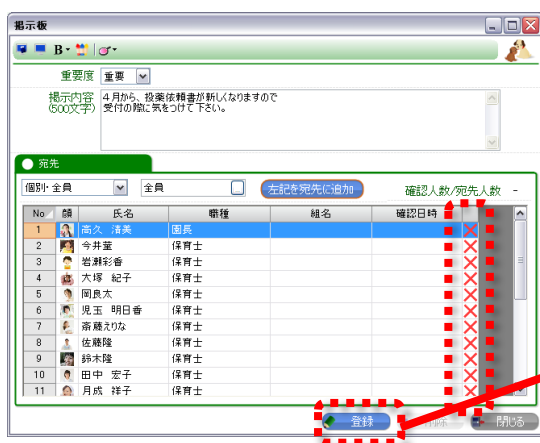 掲示板
B
重要度 重要
掲示内容 4月から、投薬依頼書が新しくなりますので
(500文字) 受付の際に気をつけて下さい。
宛先
個別・全員 全員 左記を宛先に追加 確認人数/宛先人数 -
No 顔 氏名 職種 組名 確認日時
1 高久 清美 園長
2 今井菫 保育士
3 岩瀬彩香 保育士
4 大塚 紀子 保育士
5 岡良太 保育士
6 児玉 明日香 保育士
7 斎藤えりな 保育士
8 佐藤隆 保育士
9 鈴木隆 保育士
10 田中 宏子 保育士
11 月成 祥子 保育士
登録 削除 閉じる